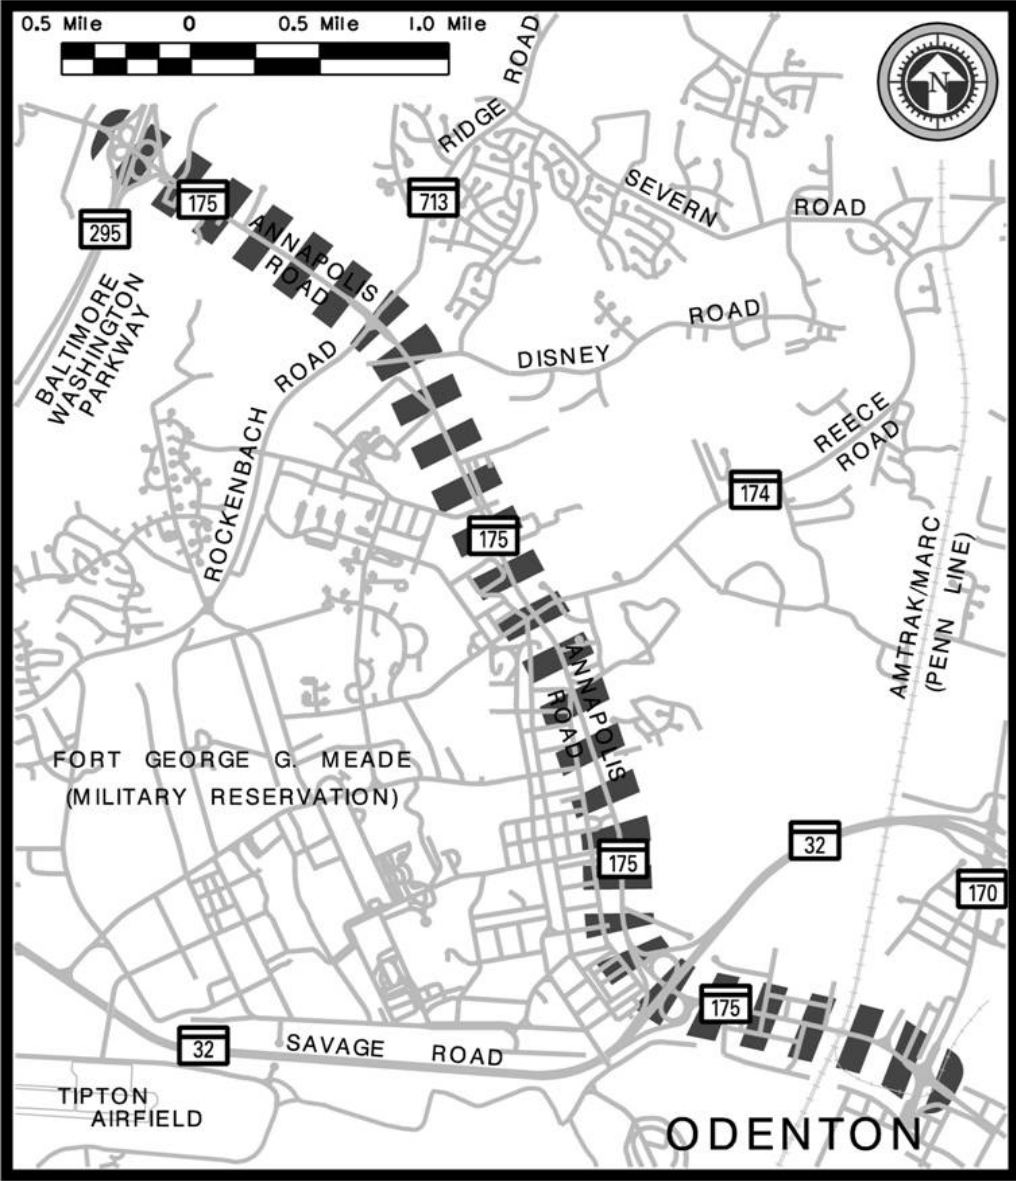 0.5 Mile 0 0.5 Mile 1.0 Mile
N
RIDGE ROAD
SEVERN ROAD
713
175
295
ANNAPOLIS
ROAD
BALTIMORE
WASHINGTON
PARKWAY
DISNEY ROAD
ROCKENBACH ROAD
REECE
ROAD
174
175
AMTRAK/MARC
(PENN LINE)
ANNAPOLIS
ROAD
FORT GEORGE G. MEADE
(MILITARY RESERVATION)
32
175
170
175
32
SAVAGE ROAD
TIPTON
AIRFIELD
ODENTON